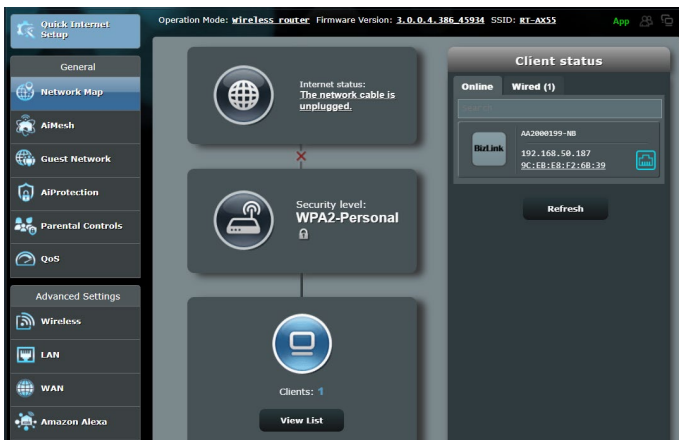 Quick Internet
Setup
Operation Mode: Wireless router Firmware Version: 3.0.0.4.386_45934 SSID: RT-AX55
App
General
Network Map
AiMesh
Guest Network
AiProtection
Parental Controls
QoS
Advanced Settings
Wireless
LAN
WAN
Amazon Alexa
Internet status:
The network cable is
unplugged.
Security level:
WPA2-Personal
Clients: 1
View List
Client status
Online Wired (1)
BizLink
AA2000199-NB
192.168.50.187
9C:EB:E8:F2:6B:39
Refresh